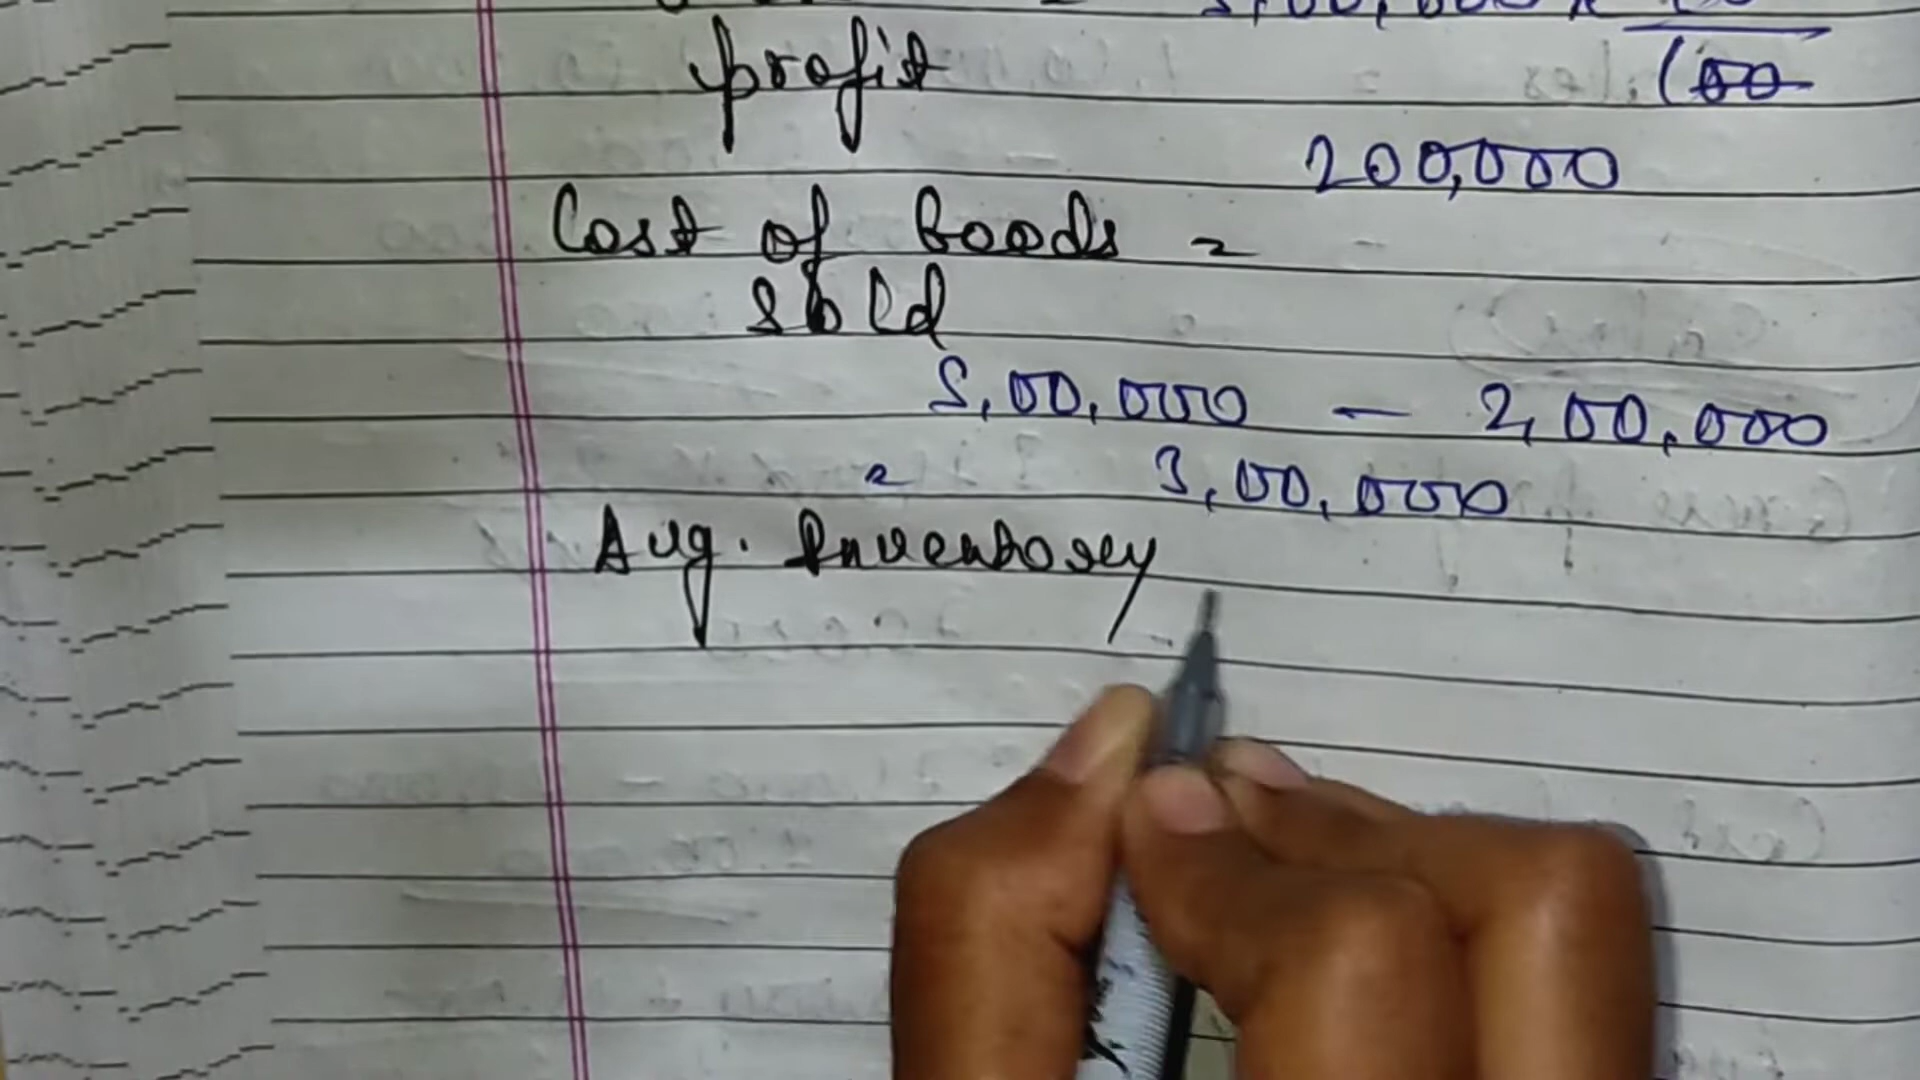 profit
100
200,000
Cost of Goods =
Sold
5,00,000 - 2,00,000
= 3,00,000
Avg. Inventory